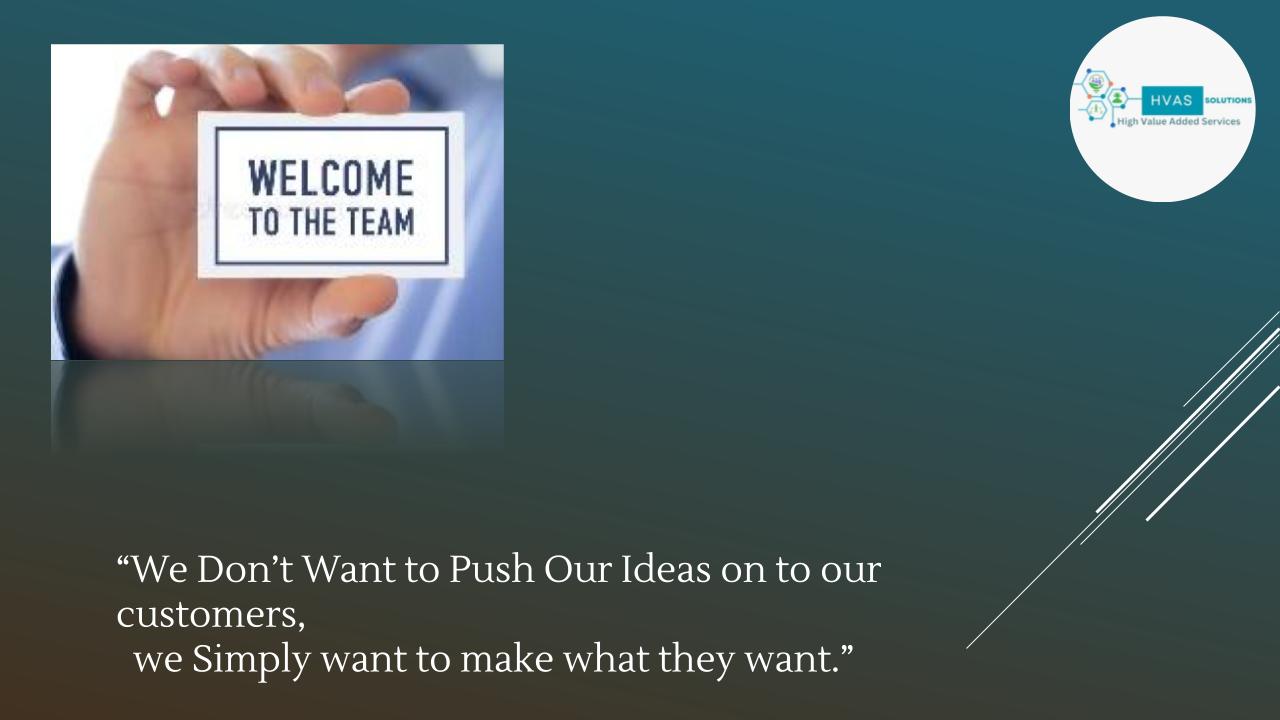 WELCOME
TO THE TEAM
HVAS SOLUTIONS
High Value Added Services
“We Don’t Want to Push Our Ideas on to our
customers,
we Simply want to make what they want.”